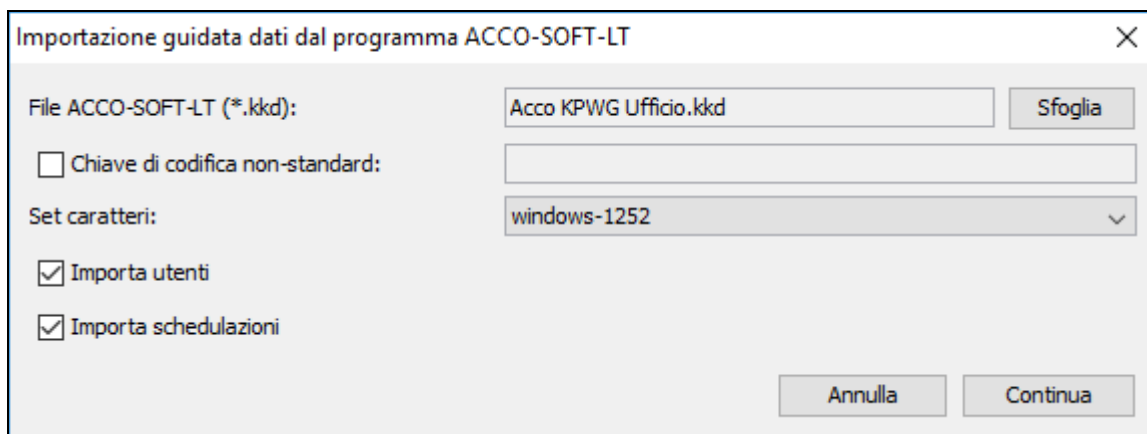 Importazione guidata dati dal programma ACCO-SOFT-LT
File ACCO-SOFT-LT (*.kkd): Acco KPWG Ufficio.kkd Sfoglia
Chiave di codifica non-standard:
Set caratteri: windows-1252
Importa utenti
Importa schedulazioni
Annulla Continua